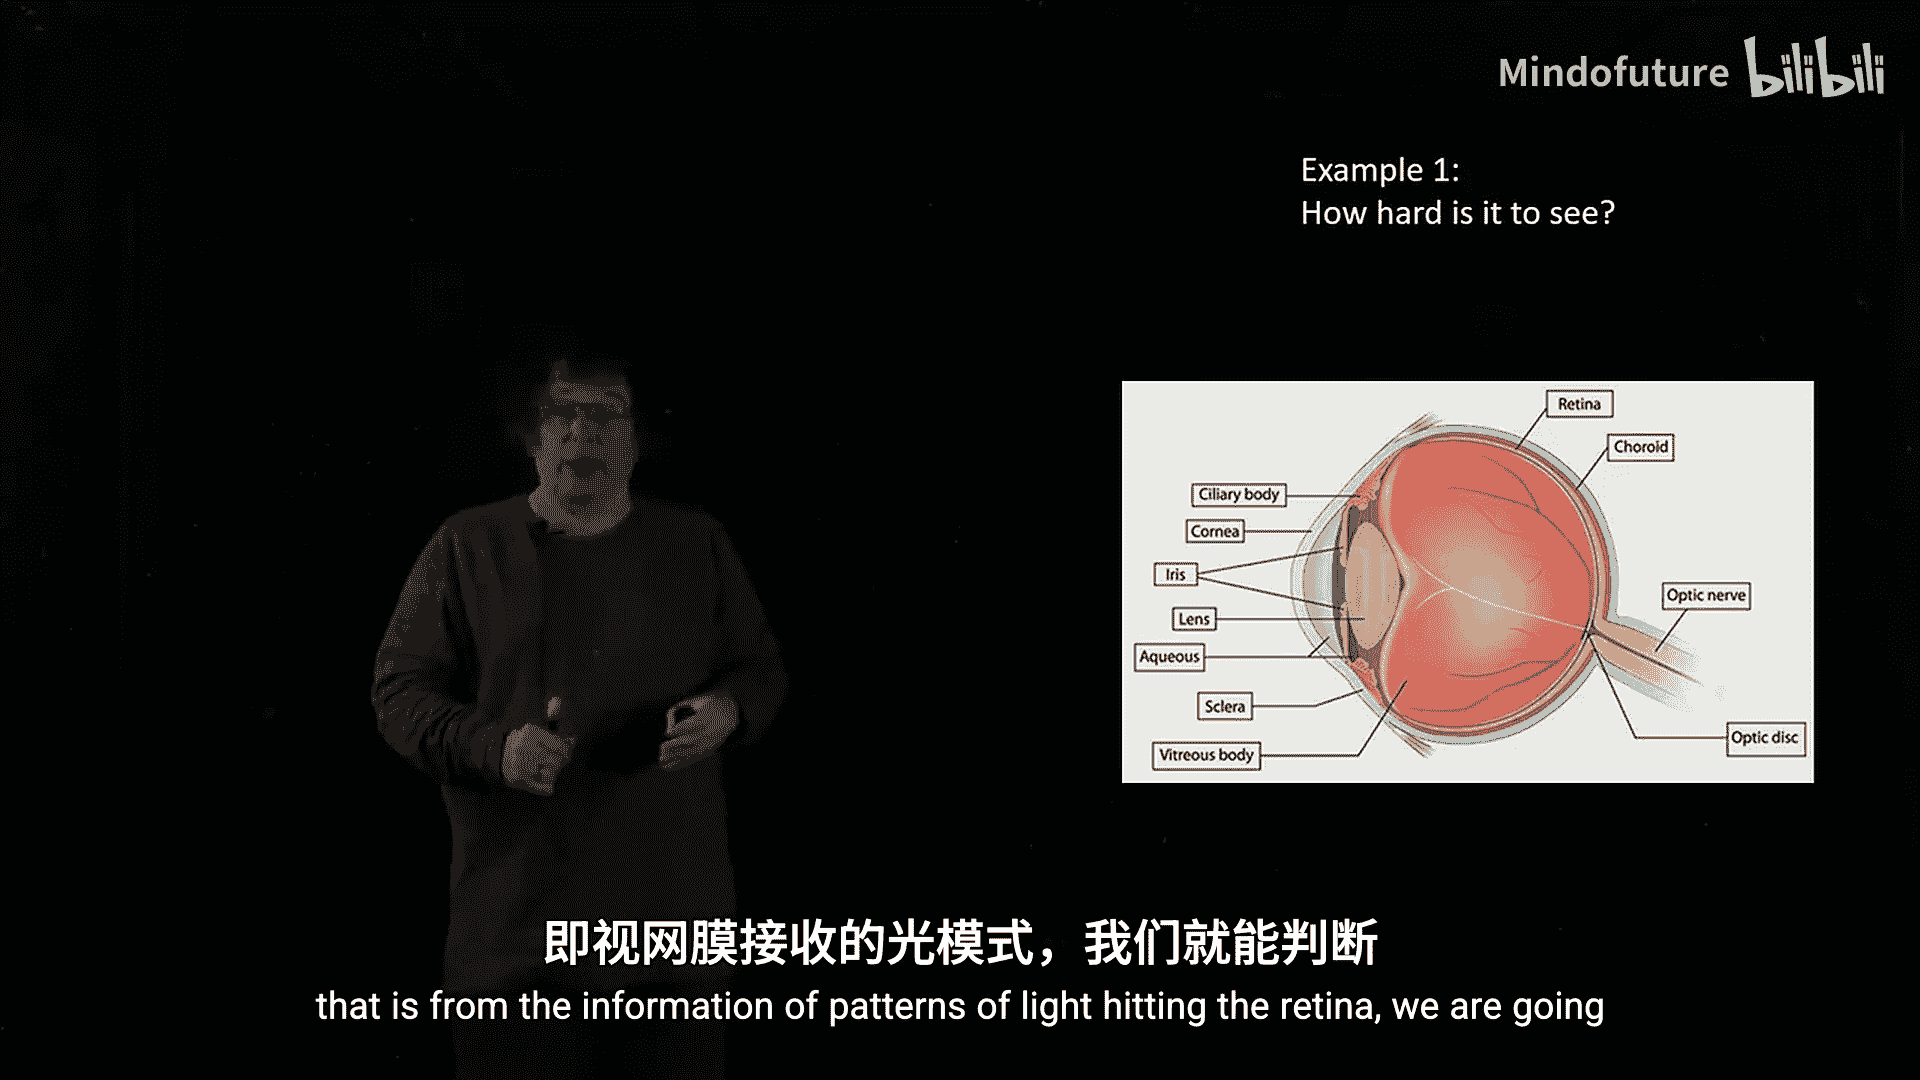 Mindofuture bilibili
Example 1:
How hard is it to see?
Retina
Choroid
Ciliary body
Cornea
Iris
Lens
Aqueous
Sclera
Vitreous body
Optic nerve
Optic disc
即视网膜接收的光模式，我们就能判断
that is from the information of patterns of light hitting the retina, we are going